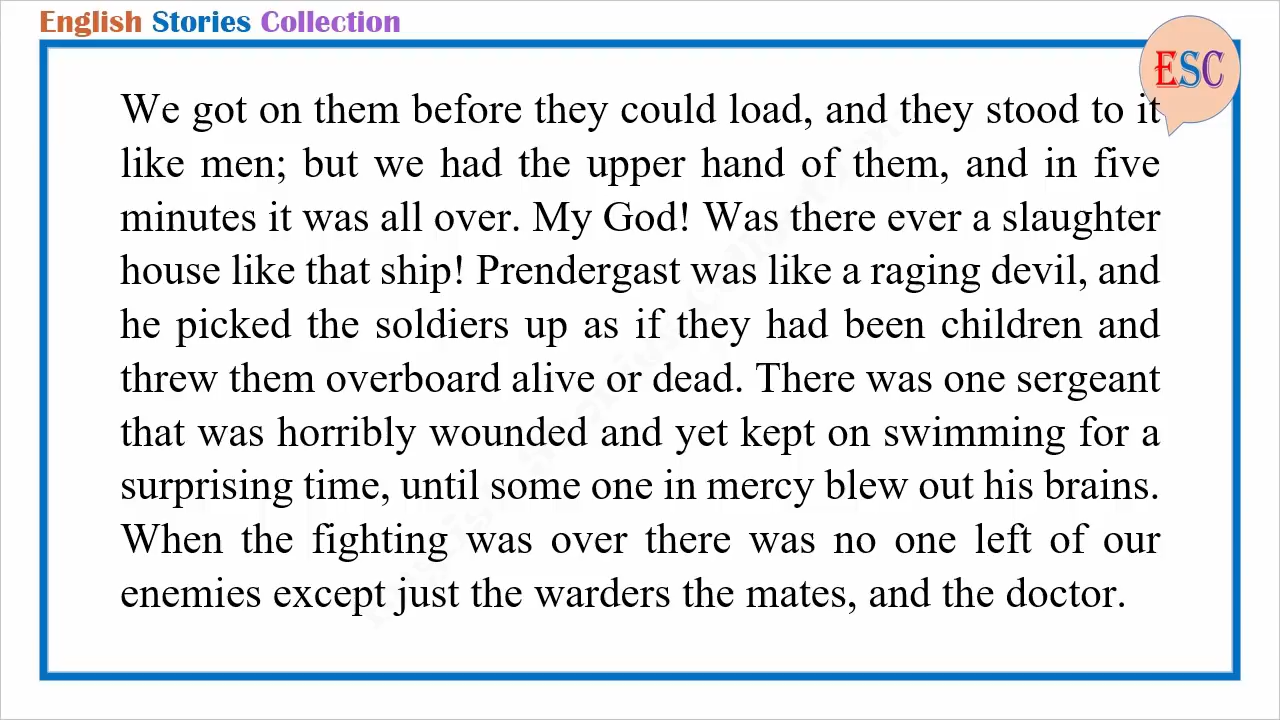 English Stories Collection
ESC
We got on them before they could load, and they stood to it
like men; but we had the upper hand of them, and in five
minutes it was all over. My God! Was there ever a slaughter
house like that ship! Prendergast was like a raging devil, and
he picked the soldiers up as if they had been children and
threw them overboard alive or dead. There was one sergeant
that was horribly wounded and yet kept on swimming for a
surprising time, until some one in mercy blew out his brains.
When the fighting was over there was no one left of our
enemies except just the warders the mates, and the doctor.